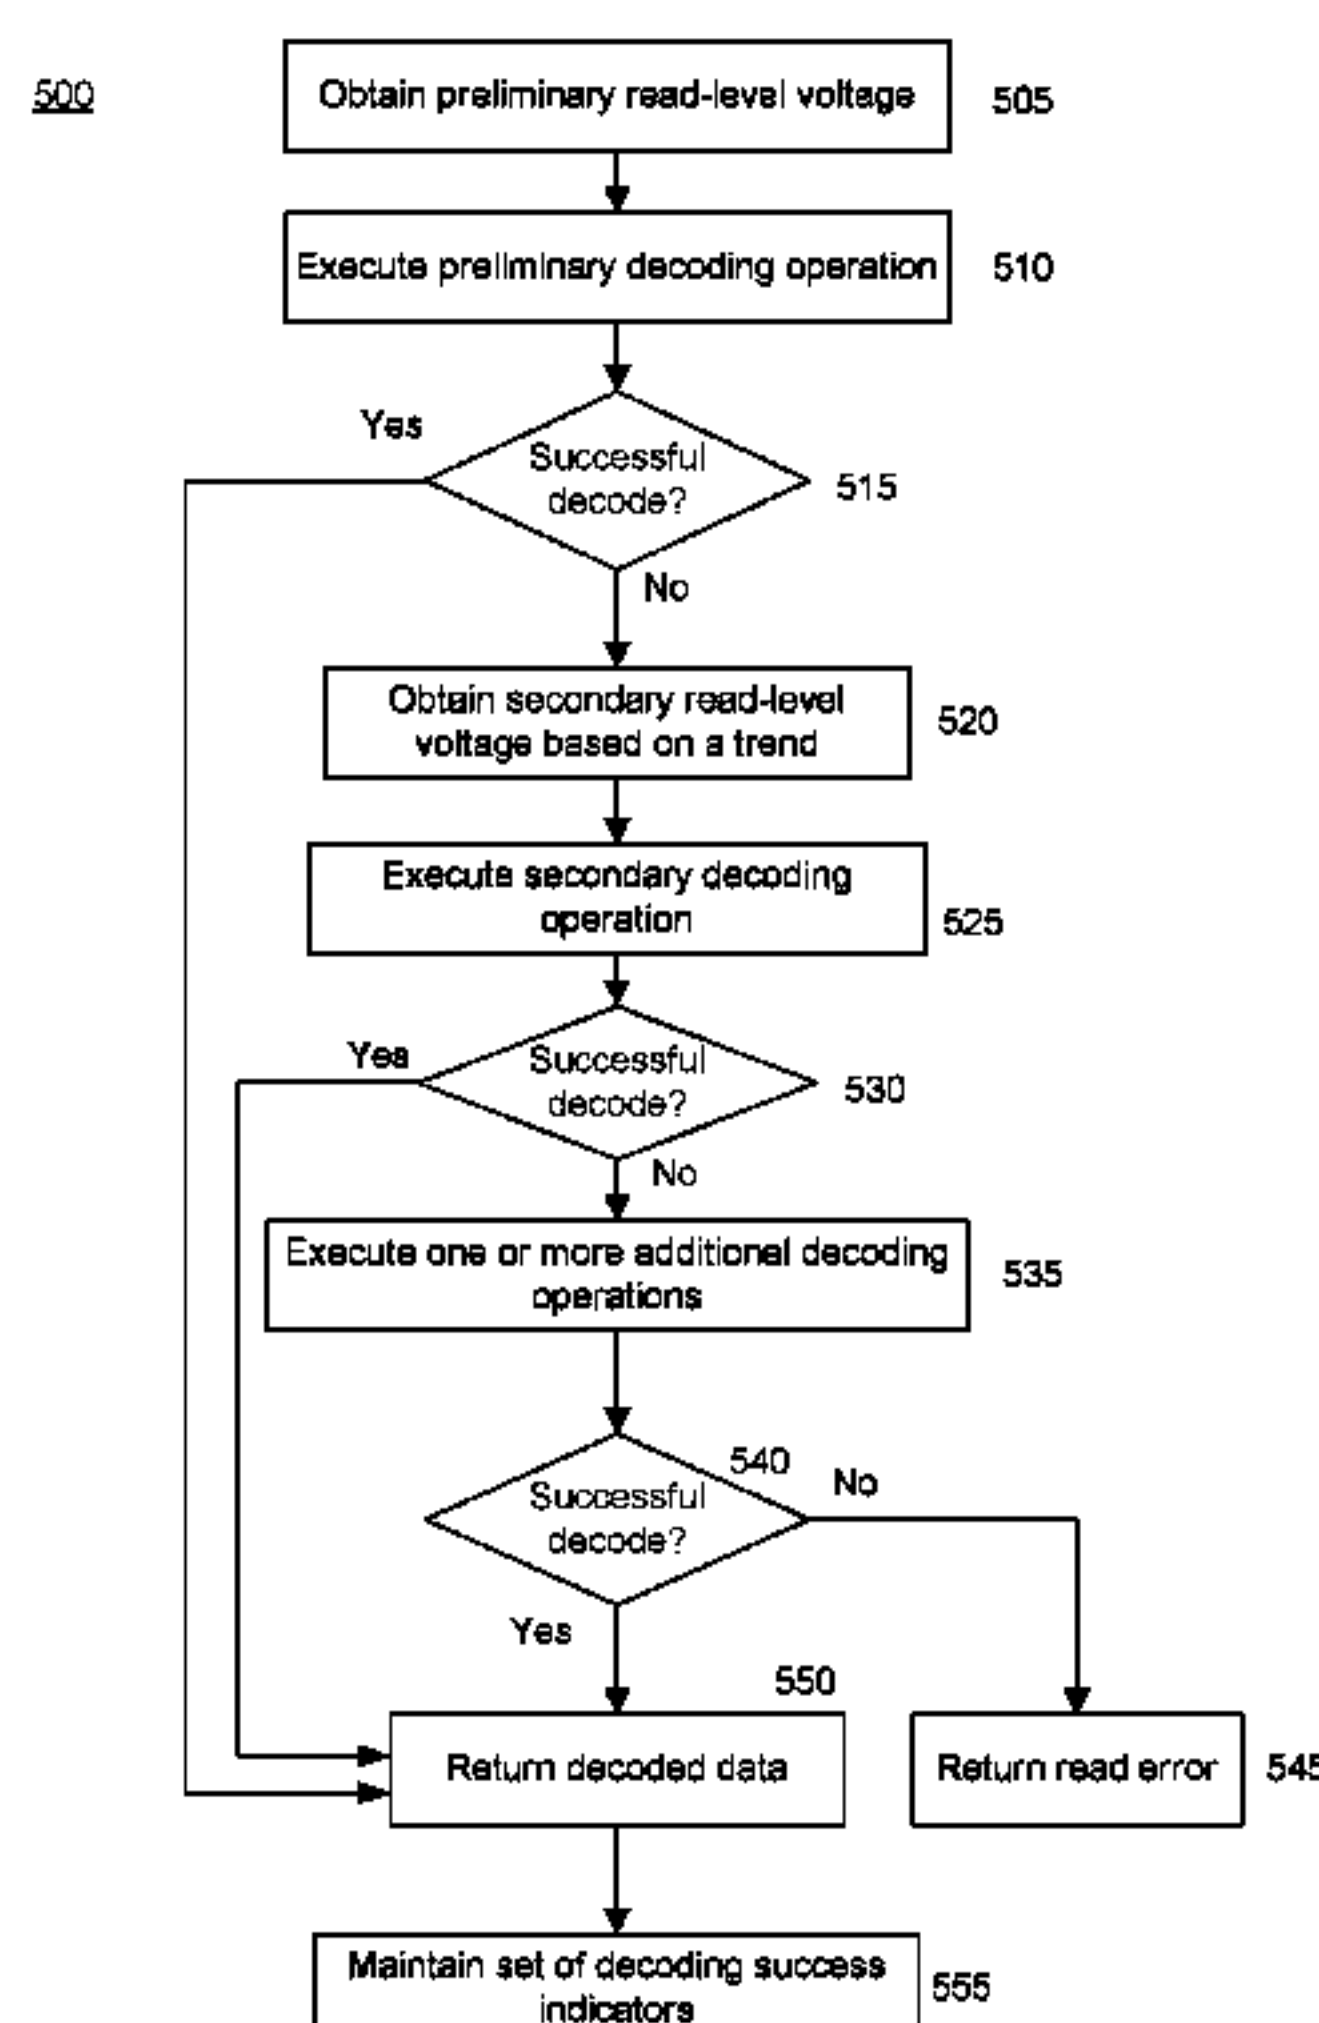 500
Obtain preliminary read-level voltage
505
Execute preliminary decoding operation
510
Yes
Successful
decode?
515
No
Obtain secondary read-level
voltage based on a trend
520
Execute secondary decoding
operation
525
Yes
Successful
decode?
530
No
Execute one or more additional decoding
operations
535
540
Successful
decode?
No
Yes
550
Return decoded data
Return read error
545
Maintain set of decoding success
indicators
555